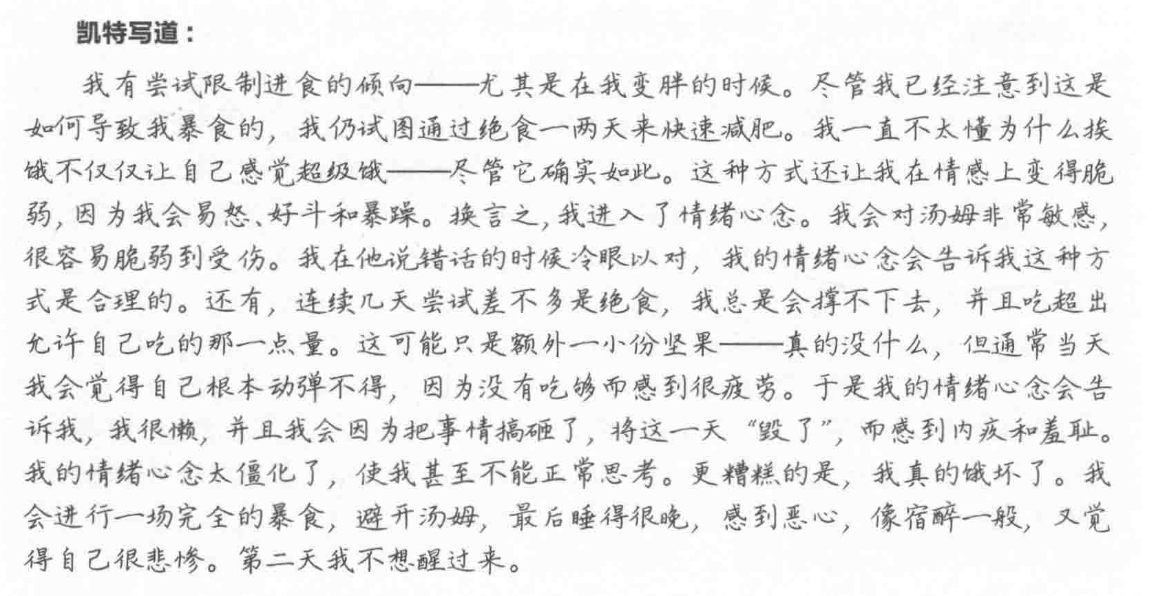 凯特写道：
我有尝试限制进食的倾向——尤其是在我变胖的时候。尽管我已经注意到这是
如何导致我暴食的，我仍试图通过绝食一两天来快速减肥。我一直不太懂为什么挨
饿不仅仅让自己感觉超级饿——尽管它确实如此。这种方式还让我在情感上变得脆
弱，因为我会易怒、好斗和暴躁。换言之，我进入了情绪心念。我会对汤姆非常敏感，
很容易脆弱到受伤。我在他说错话的时候冷眼以对，我的情绪心念会告诉我这种方
式是合理的。还有，连续几天尝试差不多是绝食，我总是会撑不下去，并且吃超出
允许自己吃的那一点量。这可能只是额外一小份坚果——真的没什么，但通常当天
我会觉得自己根本动弹不得，因为没有吃够而感到很疲劳。于是我的情绪心念会告
诉我，我很懒，并且我会因为把事情搞砸了，将这一天“毁了”，而感到内疚和羞耻。
我的情绪心念太僵化了，使我甚至不能正常思考。更糟糕的是，我真的饿坏了。我
会进行一场完全的暴食，避开汤姆，最后睡得很晚，感到恶心，像宿醉一般，又觉
得自己很悲惨。第二天我不想醒过来。